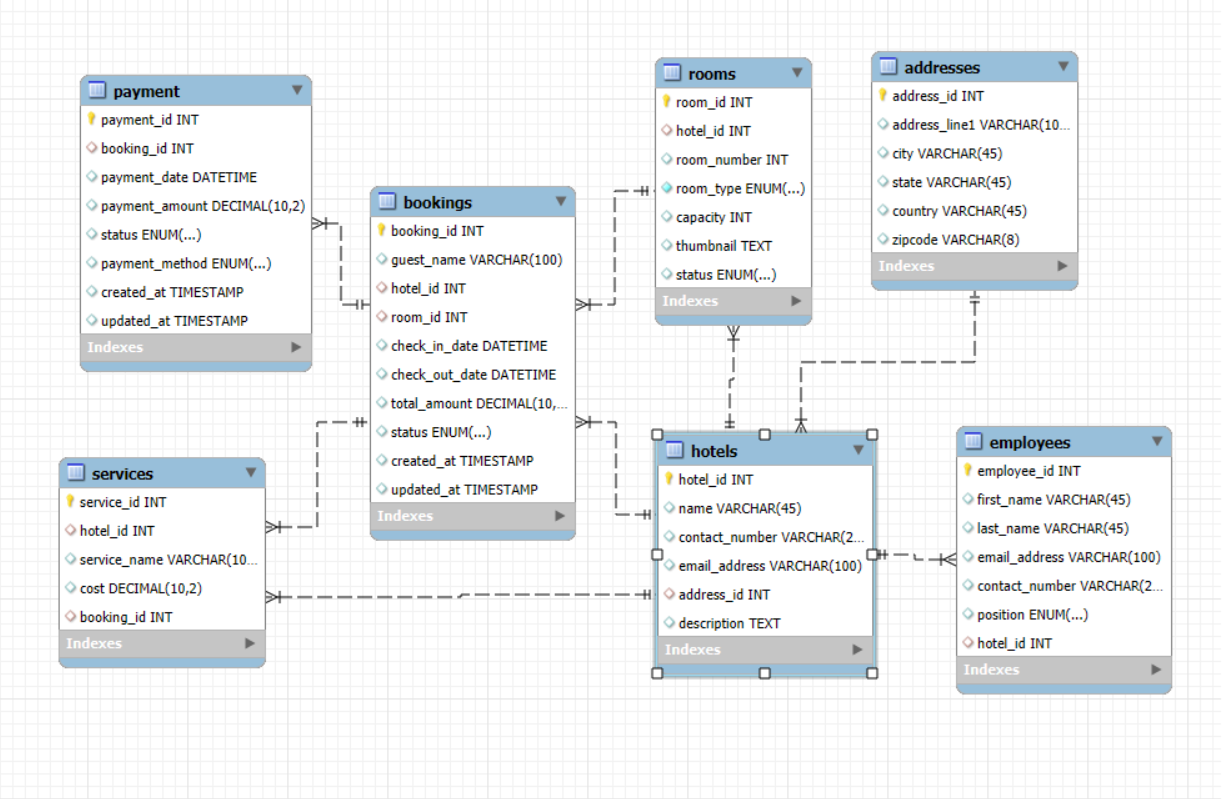 payment
payment_id INT
booking_id INT
payment_date DATETIME
payment_amount DECIMAL(10,2)
status ENUM(...)
payment_method ENUM(...)
created_at TIMESTAMP
updated_at TIMESTAMP
Indexes
bookings
booking_id INT
guest_name VARCHAR(100)
hotel_id INT
room_id INT
check_in_date DATETIME
check_out_date DATETIME
total_amount DECIMAL(10,...
status ENUM(...)
created_at TIMESTAMP
updated_at TIMESTAMP
Indexes
rooms
room_id INT
hotel_id INT
room_number INT
room_type ENUM(...)
capacity INT
thumbnail TEXT
status ENUM(...)
Indexes
addresses
address_id INT
address_line1 VARCHAR(10...
city VARCHAR(45)
state VARCHAR(45)
country VARCHAR(45)
zipcode VARCHAR(8)
Indexes
services
service_id INT
hotel_id INT
service_name VARCHAR(10...
cost DECIMAL(10,2)
booking_id INT
Indexes
hotels
hotel_id INT
name VARCHAR(45)
contact_number VARCHAR(2...
email_address VARCHAR(100)
address_id INT
description TEXT
Indexes
employees
employee_id INT
first_name VARCHAR(45)
last_name VARCHAR(45)
email_address VARCHAR(100)
contact_number VARCHAR(2...
position ENUM(...)
hotel_id INT
Indexes